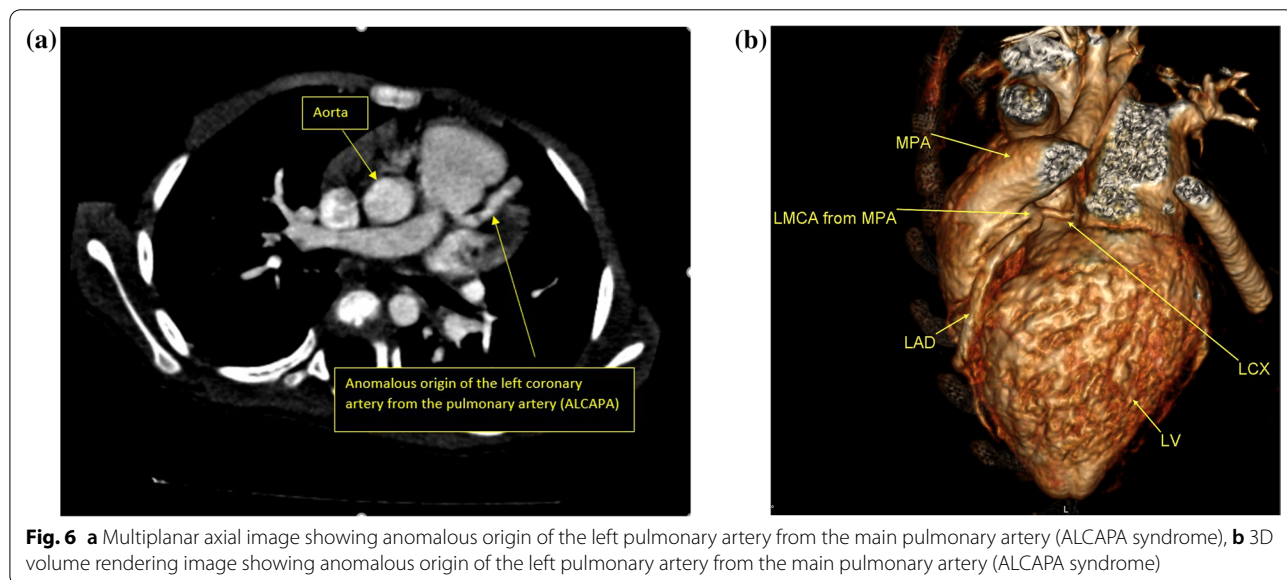 (a)
Aorta
Anomalous origin of the left coronary
artery from the pulmonary artery (ALCAPA)
(b)
MPA
LMCA from MPA
LAD
LCX
LV
L
Fig. 6 a Multiplanar axial image showing anomalous origin of the left pulmonary artery from the main pulmonary artery (ALCAPA syndrome), b 3D
volume rendering image showing anomalous origin of the left pulmonary artery from the main pulmonary artery (ALCAPA syndrome)